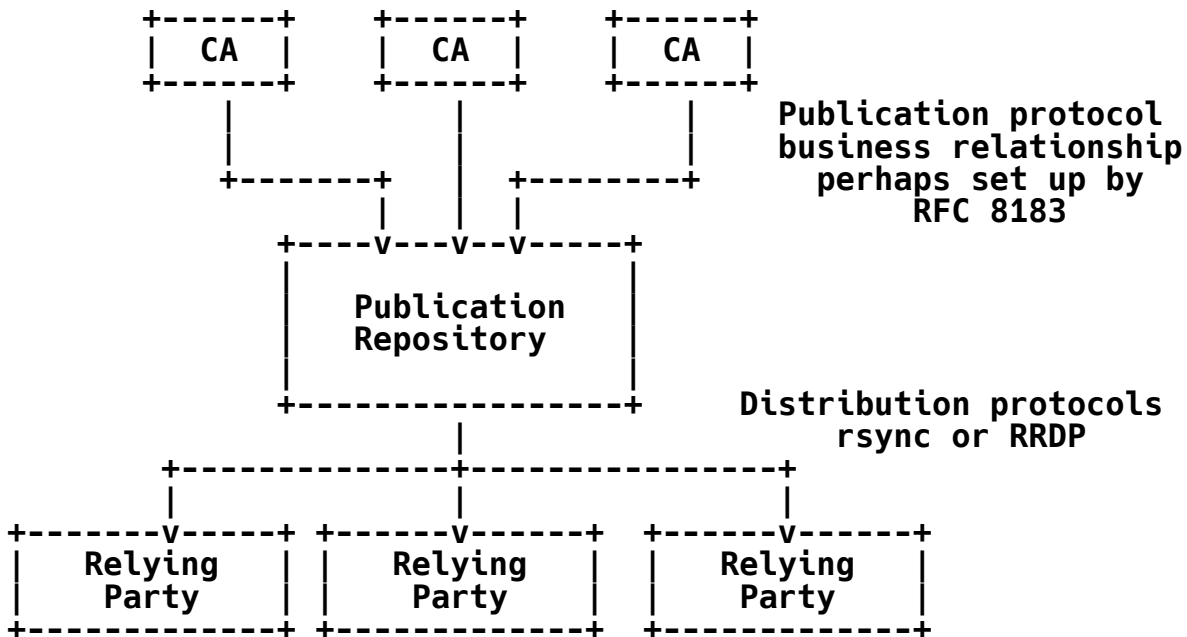 CA CA CA
Publication protocol
business relationship
perhaps set up by
RFC 8183
Publication
Repository
Distribution protocols
rsync or RRDP
Relying Relying Relying
Party Party Party